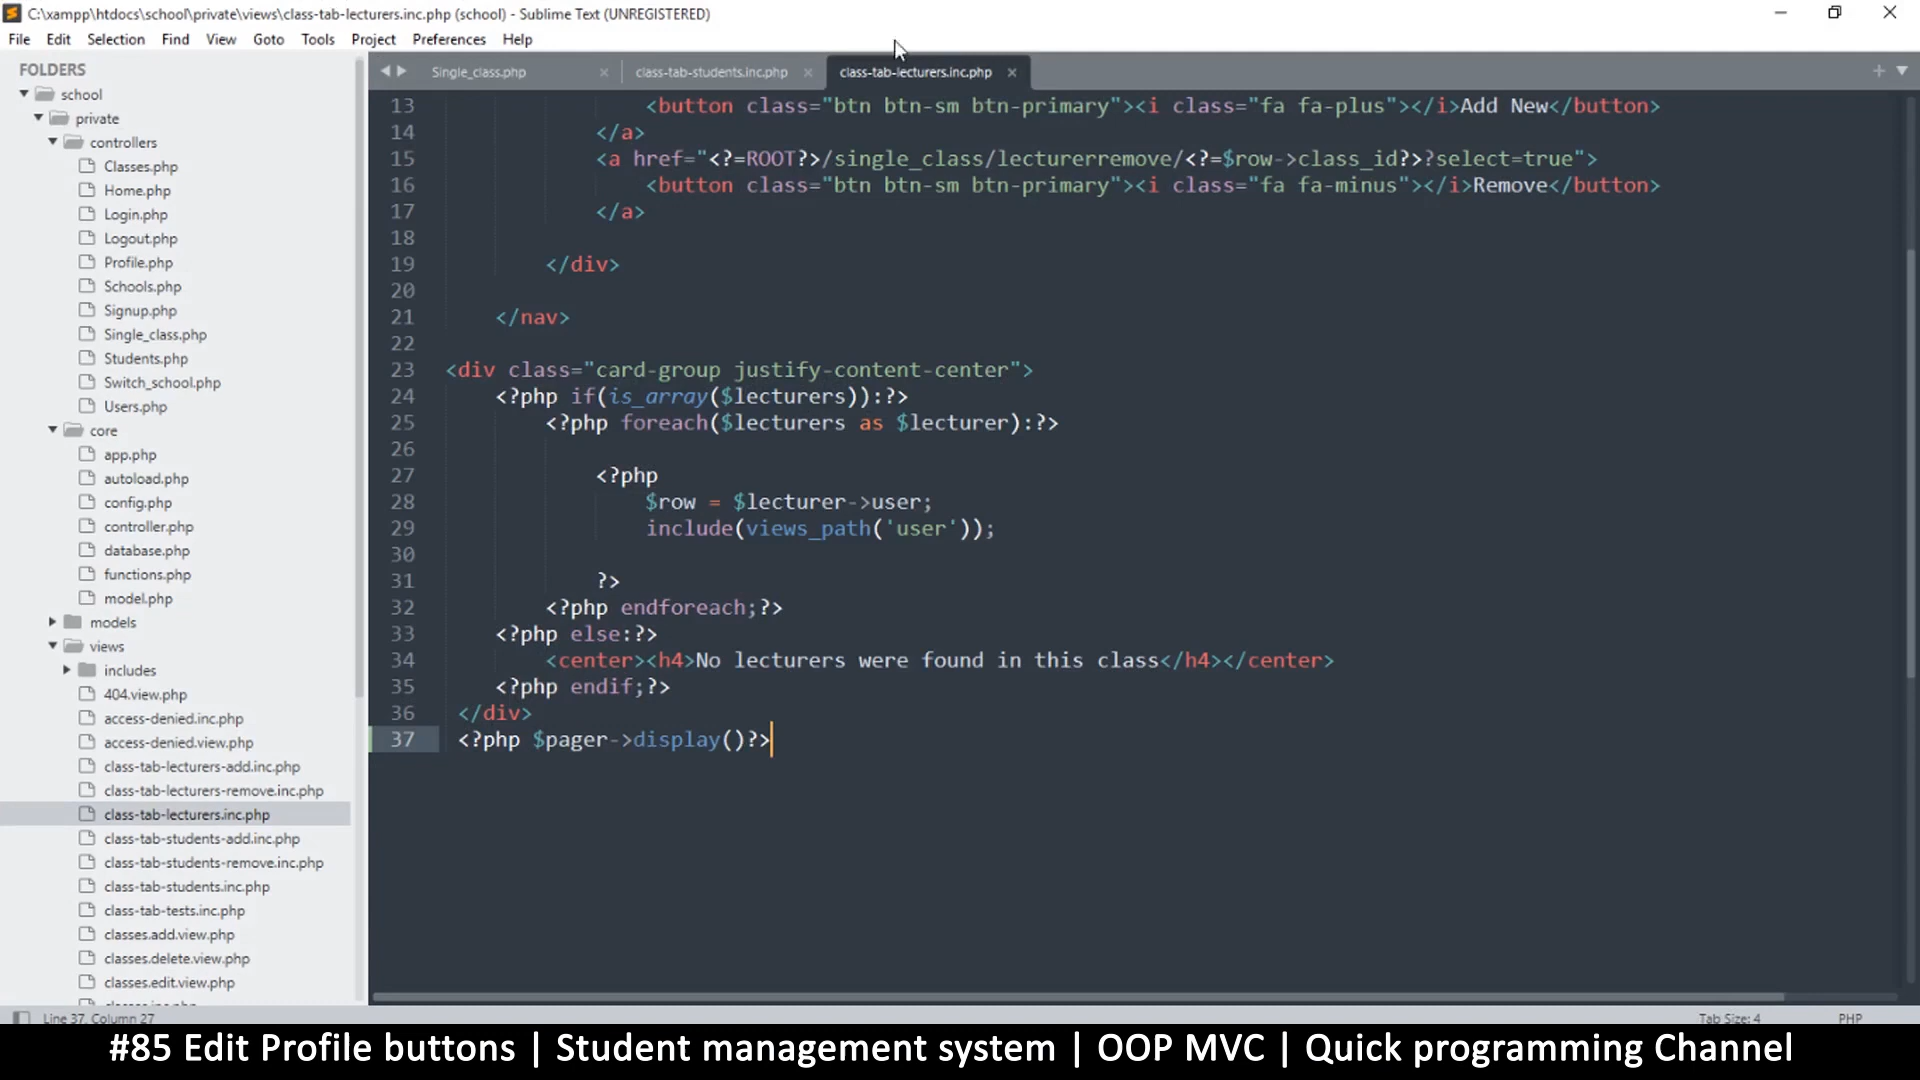 C:\xampp\htdocs\school\private\views\class-tab-lecturers.inc.php (school) - Sublime Text (UNREGISTERED)
File Edit Selection Find View Goto Tools Project Preferences Help
FOLDERS
school
private
controllers
Classes.php
Home.php
Login.php
Logout.php
Profile.php
Schools.php
Signup.php
Single_class.php
Students.php
Switch_school.php
Users.php
core
app.php
autoload.php
config.php
controller.php
database.php
functions.php
model.php
models
views
includes
404.view.php
access-denied.inc.php
access-denied.view.php
class-tab-lecturers-add.inc.php
class-tab-lecturers-remove.inc.php
class-tab-lecturers.inc.php
class-tab-students-add.inc.php
class-tab-students-remove.inc.php
class-tab-students.inc.php
class-tab-tests.inc.php
classes.add.view.php
classes.delete.view.php
classes.edit.view.php
Single_class.php class-tab-students.inc.php class-tab-lecturers.inc.php
13 <button class="btn btn-sm btn-primary"><i class="fa fa-plus"></i>Add New</button>
14 </a>
15 <a href="<?=ROOT?>/single_class/lecturerremove/<?=$row->class_id?>?select=true">
16 <button class="btn btn-sm btn-primary"><i class="fa fa-minus"></i>Remove</button>
17 </a>
18
19 </div>
20
21 </nav>
22
23 <div class="card-group justify-content-center">
24 <?php if(is_array($lecturers)):?>
25 <?php foreach($lecturers as $lecturer):?>
26
27 <?php
28 $row = $lecturer->user;
29 include(views_path('user'));
30
31 ?>
32 <?php endforeach;?>
33 <?php else:?>
34 <center><h4>No lecturers were found in this class</h4></center>
35 <?php endif;?>
36 </div>
37 <?php $pager->display()?>
Line 37, Column 27 Tab Size: 4 PHP
#85 Edit Profile buttons | Student management system | OOP MVC | Quick programming Channel